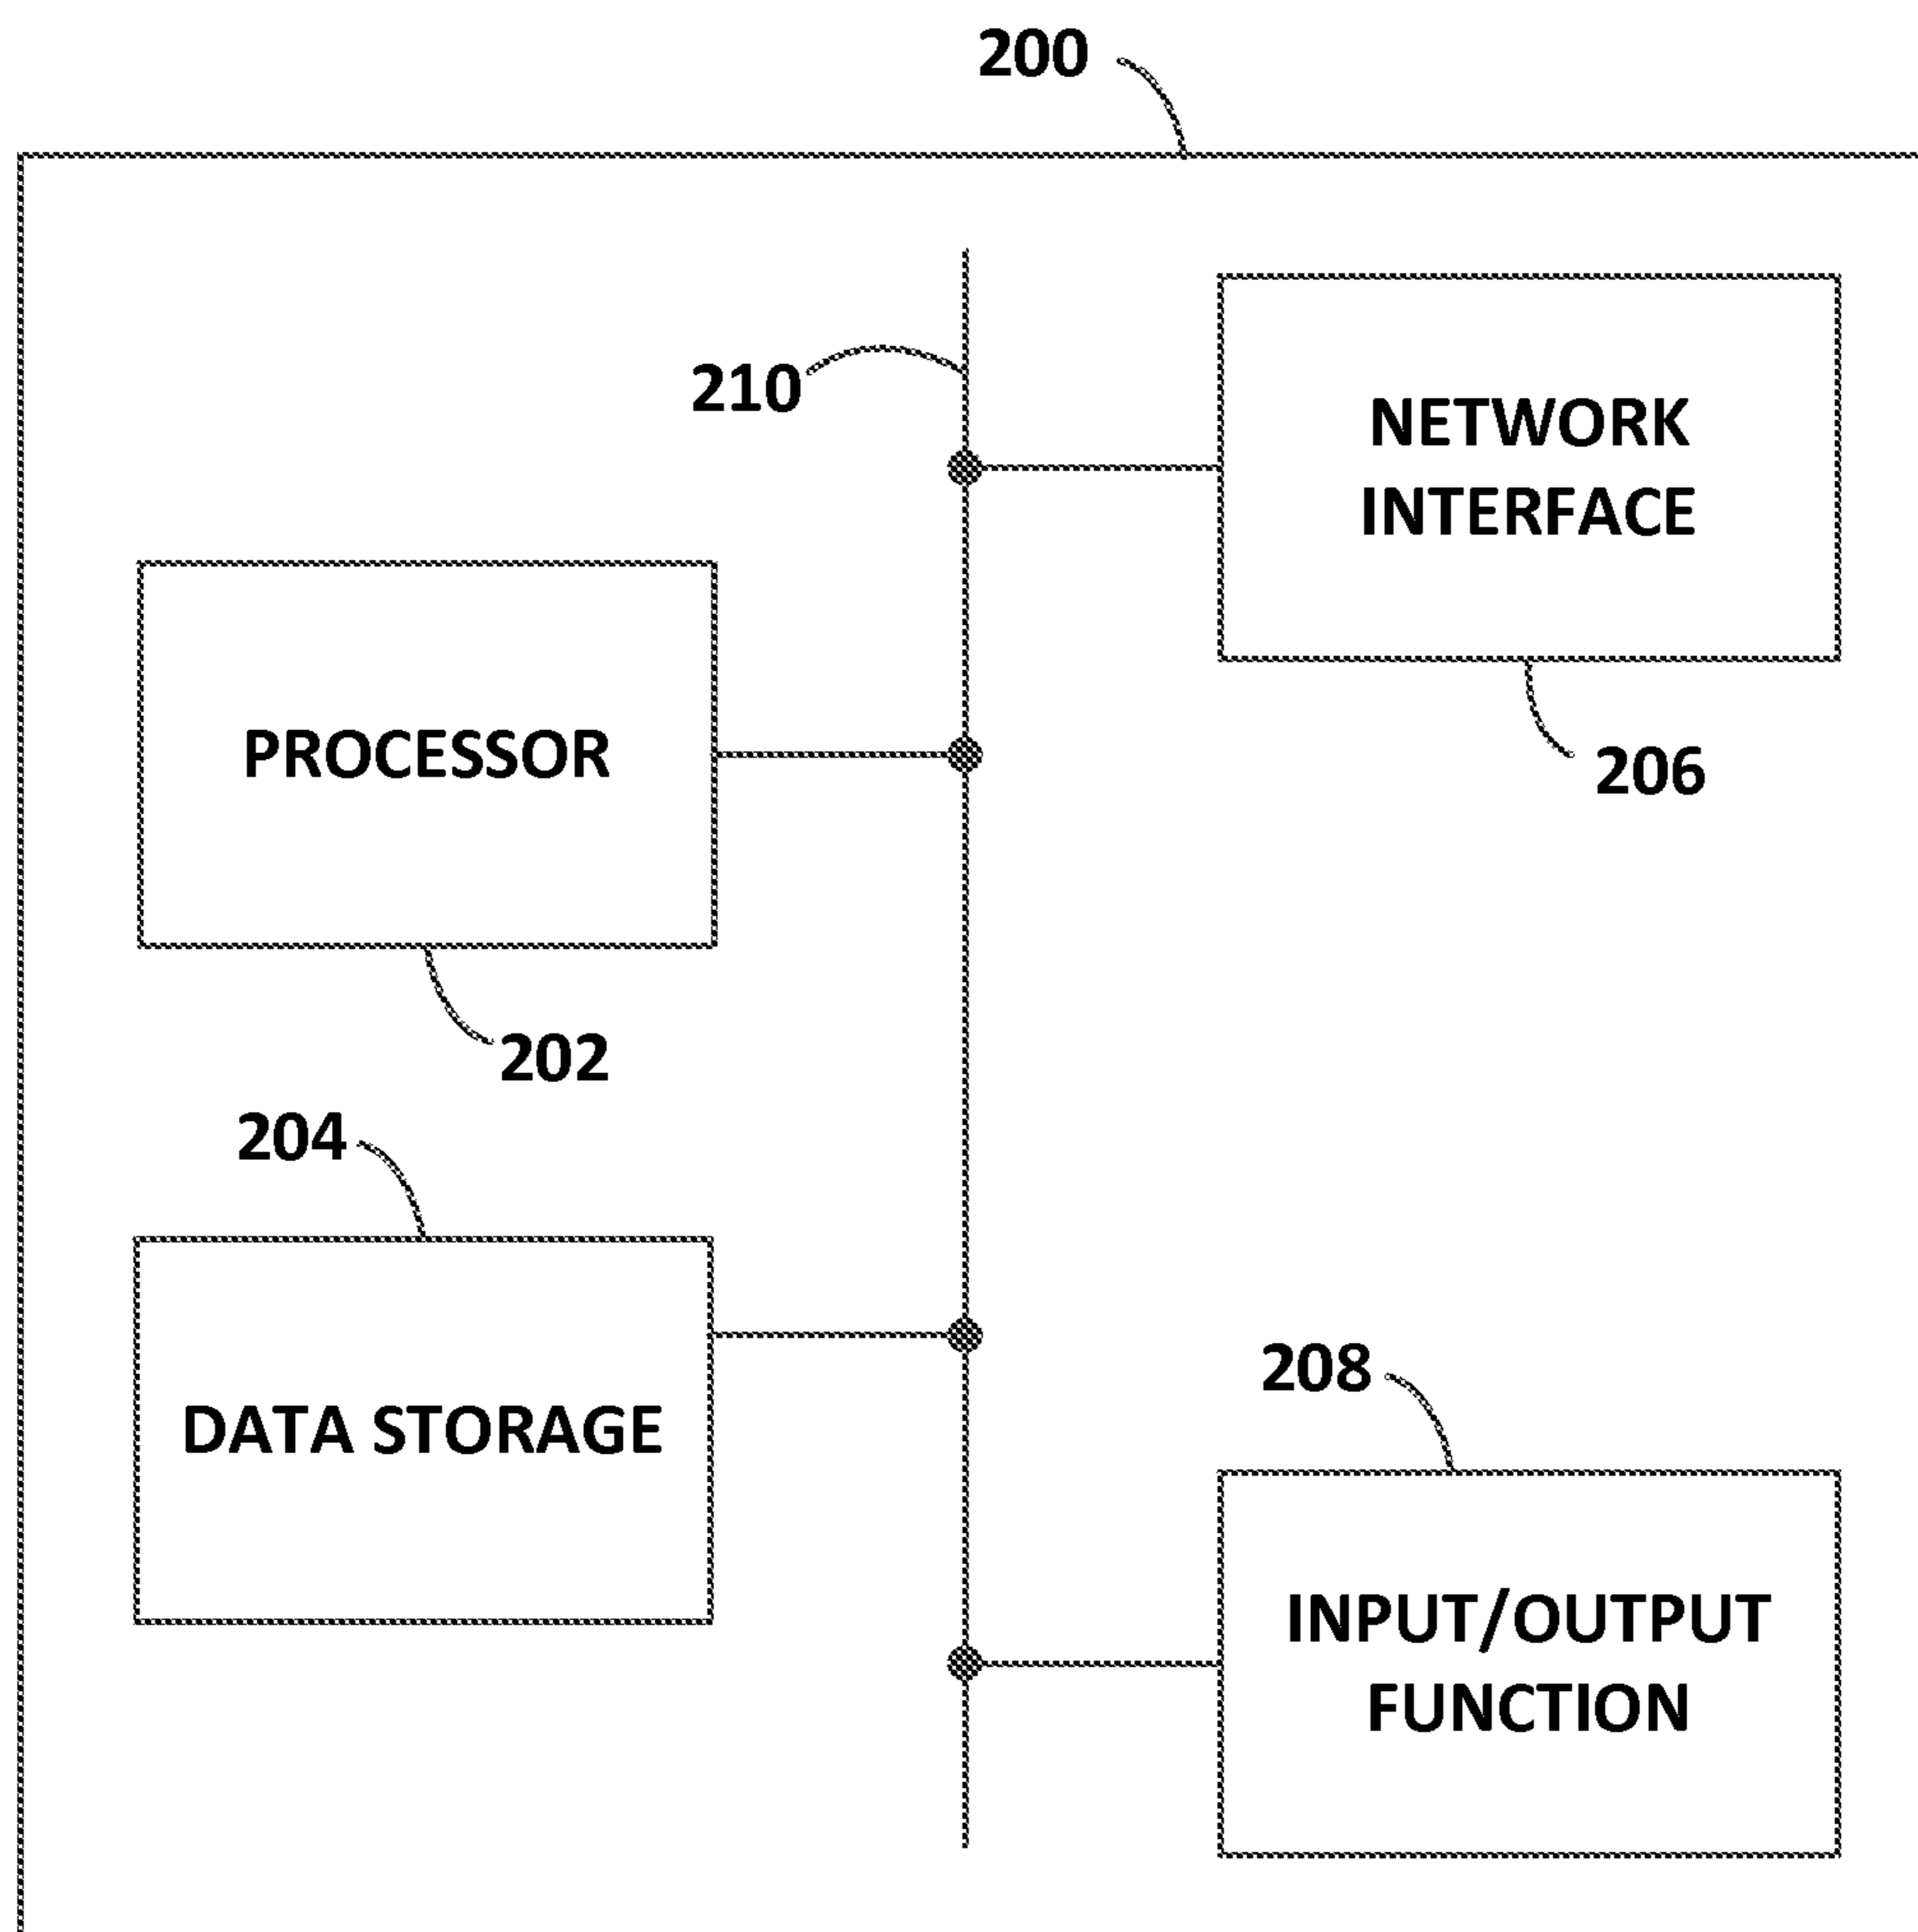 200
210
NETWORK
INTERFACE
PROCESSOR
206
202
204
208
DATA STORAGE
INPUT/OUTPUT
FUNCTION